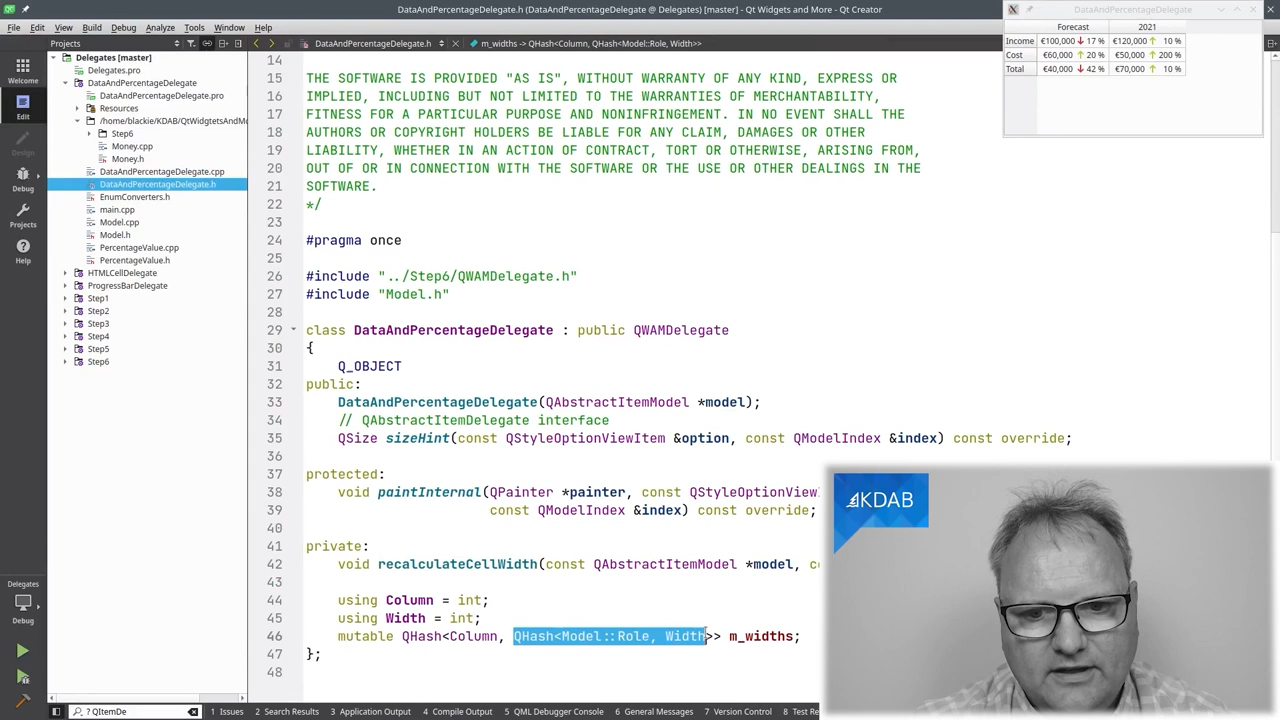 DataAndPercentageDelegate.h (DataAndPercentageDelegate @ Delegates) [master] - Qt Widgets and More - Qt Creator
File Edit View Build Debug Analyze Tools Window Help
Projects
DataAndPercentageDelegate.h
m_widths -> QHash<Column, QHash<Model::Role, Width>>
Welcome
Edit
Design
Debug
Projects
Help
Delegates
Debug
Delegates [master]
Delegates.pro
DataAndPercentageDelegate
DataAndPercentageDelegate.pro
Resources
/home/blackie/KDAB/QtWidgtetsAndMo
Step6
Money.cpp
Money.h
DataAndPercentageDelegate.cpp
DataAndPercentageDelegate.h
EnumConverters.h
main.cpp
Model.cpp
Model.h
PercentageValue.cpp
PercentageValue.h
HTMLCellDelegate
ProgressBarDelegate
Step1
Step2
Step3
Step4
Step5
Step6
14
15 THE SOFTWARE IS PROVIDED "AS IS", WITHOUT WARRANTY OF ANY KIND, EXPRESS OR
16 IMPLIED, INCLUDING BUT NOT LIMITED TO THE WARRANTIES OF MERCHANTABILITY,
17 FITNESS FOR A PARTICULAR PURPOSE AND NONINFRINGEMENT. IN NO EVENT SHALL THE
18 AUTHORS OR COPYRIGHT HOLDERS BE LIABLE FOR ANY CLAIM, DAMAGES OR OTHER
19 LIABILITY, WHETHER IN AN ACTION OF CONTRACT, TORT OR OTHERWISE, ARISING FROM,
20 OUT OF OR IN CONNECTION WITH THE SOFTWARE OR THE USE OR OTHER DEALINGS IN THE
21 SOFTWARE.
22 */
23
24 #pragma once
25
26 #include "../Step6/QWAMDelegate.h"
27 #include "Model.h"
28
29 class DataAndPercentageDelegate : public QWAMDelegate
30 {
31 Q_OBJECT
32 public:
33 DataAndPercentageDelegate(QAbstractItemModel *model);
34 // QAbstractItemDelegate interface
35 QSize sizeHint(const QStyleOptionViewItem &option, const QModelIndex &index) const override;
36
37 protected:
38 void paintInternal(QPainter *painter, const QStyleOptionViewI
39 const QModelIndex &index) const override;
40
41 private:
42 void recalculateCellWidth(const QAbstractItemModel *model, co
43
44 using Column = int;
45 using Width = int;
46 mutable QHash<Column, QHash<Model::Role, Width>> m_widths;
47 };
48
DataAndPercentageDelegate
Forecast 2021
Income €100,000 ↓ 17 % €120,000 ↑ 10 %
Cost €60,000 ↑ 20 % €50,000 ↑ 200 %
Total €40,000 ↓ 42 % €70,000 ↑ 10 %
KDAB
? QItemDe
1 Issues 2 Search Results 3 Application Output 4 Compile Output 5 QML Debugger Console 6 General Messages 7 Version Control 8 Test Re